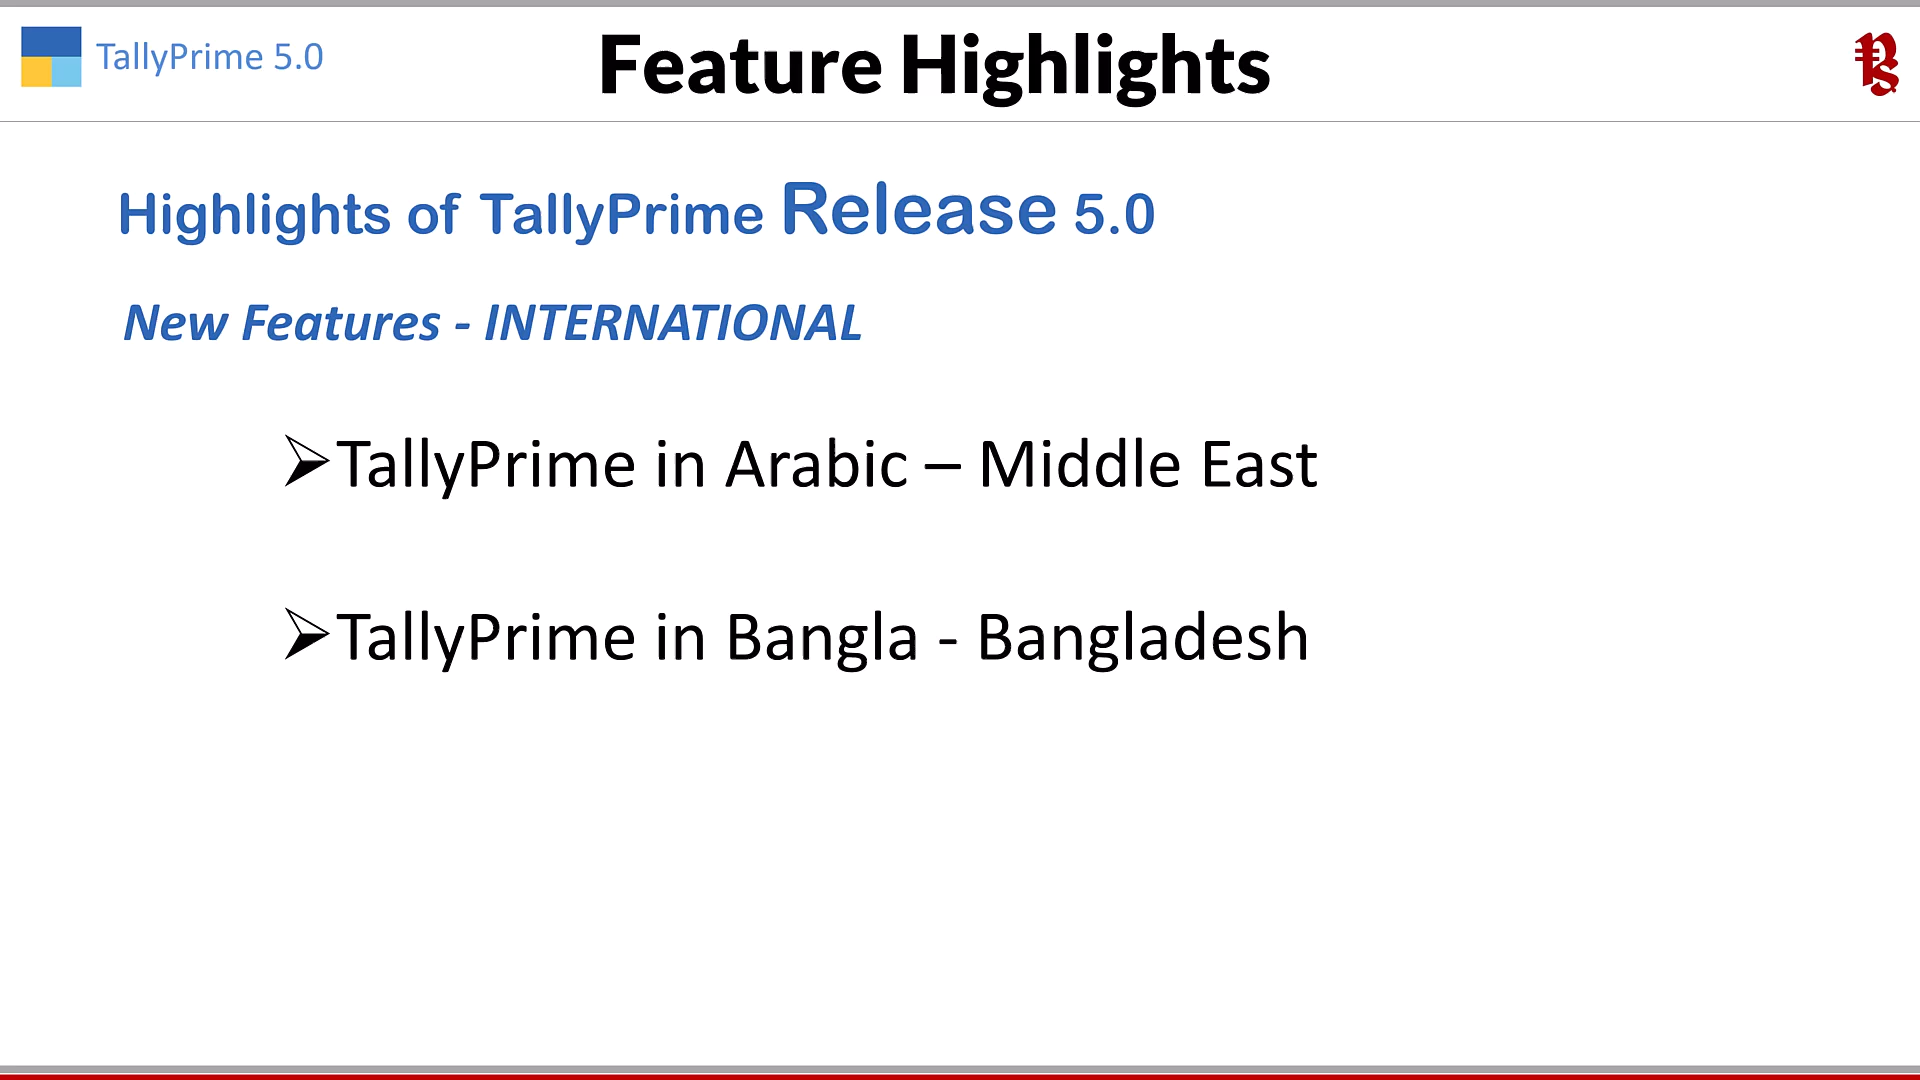 TallyPrime 5.0
Feature Highlights
Highlights of TallyPrime Release 5.0
New Features - INTERNATIONAL
➢TallyPrime in Arabic – Middle East
➢TallyPrime in Bangla - Bangladesh